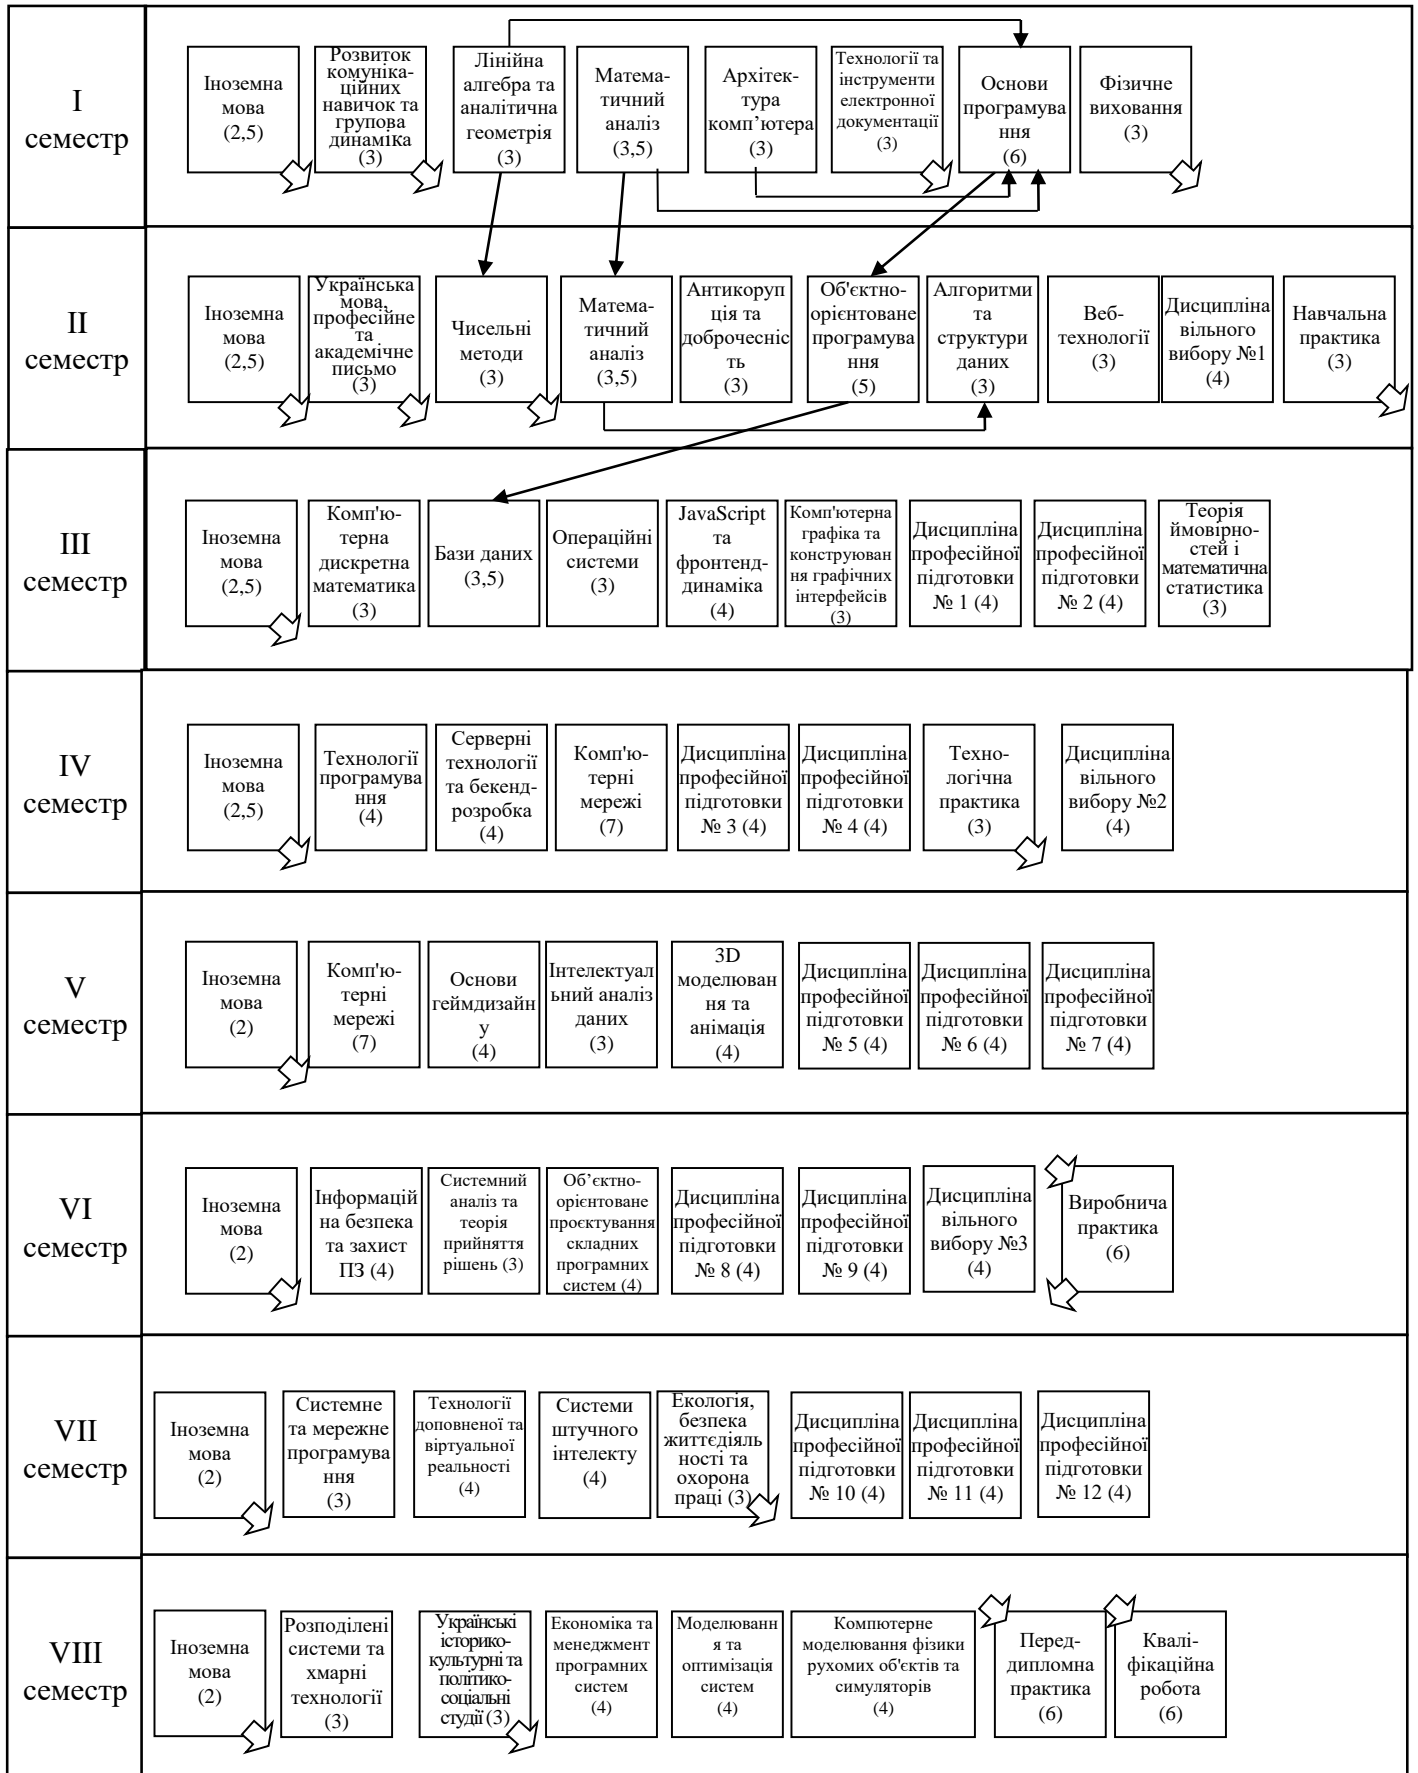 I
семестр
Іноземна
мова
(2,5)
Розвиток
комуніка-
ційних
навичок та
групова
динаміка
(3)
Лінійна
алгебра та
аналітична
геометрія
(3)
Матема-
тичний
аналіз
(3,5)
Архітек-
тура
комп’ютера
(3)
Технології та
інструменти
електронної
документації
(3)
Основи
програмува
ння
(6)
Фізичне
виховання
(3)
II
семестр
Іноземна
мова
(2,5)
Українська
мова,
професійне
та
академічне
письмо
(3)
Чисельні
методи
(3)
Матема-
тичний
аналіз
(3,5)
Антикоруп
ція та
доброчесніс
ть
(3)
Об'єктно-
орієнтоване
програмува
ння
(5)
Алгоритми
та
структури
даних
(3)
Веб-
технології
(3)
Дисципліна
вільного
вибору №1
(4)
Навчальна
практика
(3)
III
семестр
Іноземна
мова
(2,5)
Комп'ю-
терна
дискретна
математика
(3)
Бази даних
(3,5)
Операційні
системи
(3)
JavaScript
та
фронтенд-
динаміка
(4)
Комп'ютерна
графіка та
конструюван
ня графічних
інтерфейсів
(3)
Дисципліна
професійної
підготовки
№ 1 (4)
Дисципліна
професійної
підготовки
№ 2 (4)
Теорія
ймовірно-
стей і
математична
статистика
(3)
IV
семестр
Іноземна
мова
(2,5)
Технології
програмува
ння
(4)
Серверні
технології
та бекенд-
розробка
(4)
Комп'ю-
терні
мережі
(7)
Дисципліна
професійної
підготовки
№ 3 (4)
Дисципліна
професійної
підготовки
№ 4 (4)
Техно-
логічна
практика
(3)
Дисципліна
вільного
вибору №2
(4)
V
семестр
Іноземна
мова
(2)
Комп'ю-
терні
мережі
(7)
Основи
геймдизайн
у
(4)
Інтелектуал
ьний аналіз
даних
(3)
3D
моделюван
ня та
анімація
(4)
Дисципліна
професійної
підготовки
№ 5 (4)
Дисципліна
професійної
підготовки
№ 6 (4)
Дисципліна
професійної
підготовки
№ 7 (4)
VI
семестр
Іноземна
мова
(2)
Інформацій
на безпека
та захист
ПЗ (4)
Системний
аналіз та
теорія
прийняття
рішень (3)
Об’єктно-
орієнтоване
проєктування
складних
програмних
систем (4)
Дисципліна
професійної
підготовки
№ 8 (4)
Дисципліна
професійної
підготовки
№ 9 (4)
Дисципліна
вільного
вибору №3
(4)
Виробнича
практика
(6)
VII
семестр
Іноземна
мова
(2)
Системне
та мережне
програмува
ння
(3)
Технології
доповненої та
віртуальної
реальності
(4)
Системи
штучного
інтелекту
(4)
Екологія,
безпека
життєдіяль
ності та
охорона
праці (3)
Дисципліна
професійної
підготовки
№ 10 (4)
Дисципліна
професійної
підготовки
№ 11 (4)
Дисципліна
професійної
підготовки
№ 12 (4)
VIII
семестр
Іноземна
мова
(2)
Розподілені
системи та
хмарні
технології
(3)
Українські
історико-
культурні та
політико-
соціальні
студії (3)
Економіка та
менеджмент
програмних
систем
(4)
Моделюванн
я та
оптимізація
систем
(4)
Компютерне
моделювання фізики
рухомих об'єктів та
симуляторів
(4)
Перед-
дипломна
практика
(6)
Квалі-
фікаційна
робота
(6)